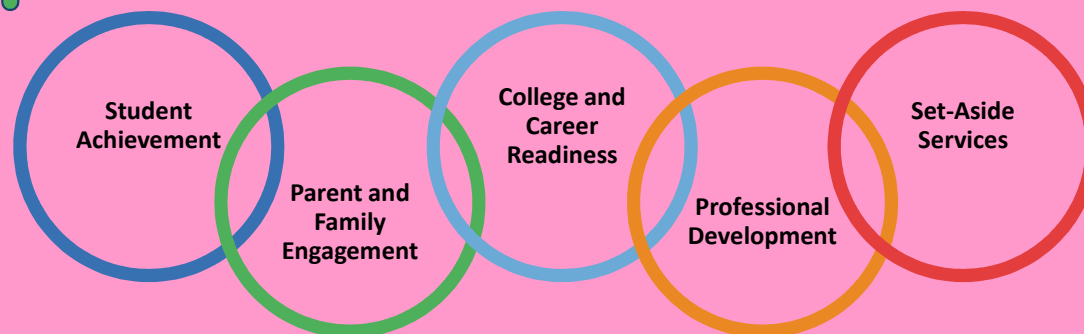 Student
Achievement
Parent and
Family
Engagement
College and
Career
Readiness
Professional
Development
Set-Aside
Services